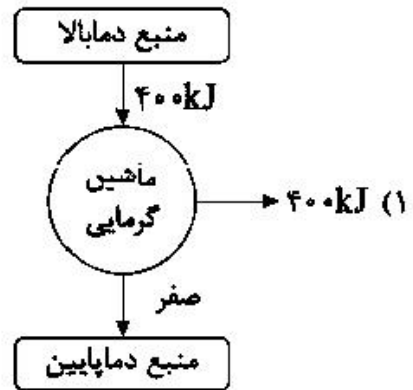 منبع دمابالا
۴۰۰kJ
ماشین
گرمایی
۴۰۰kJ (۱
صفر
منبع دماپایین